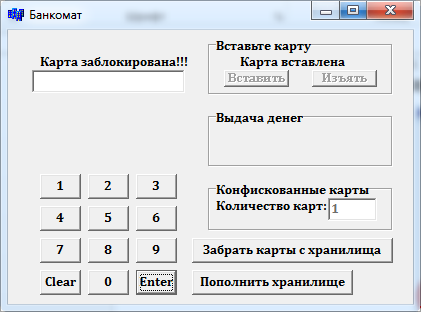 Банкомат
Карта заблокирована!!!
Вставьте карту
Карта вставлена
Вставить Изъять
Выдача денег
Конфискованные карты
Количество карт: 1
1 2 3
4 5 6
7 8 9
Clear 0 Enter
Забрать карты с хранилища
Пополнить хранилище